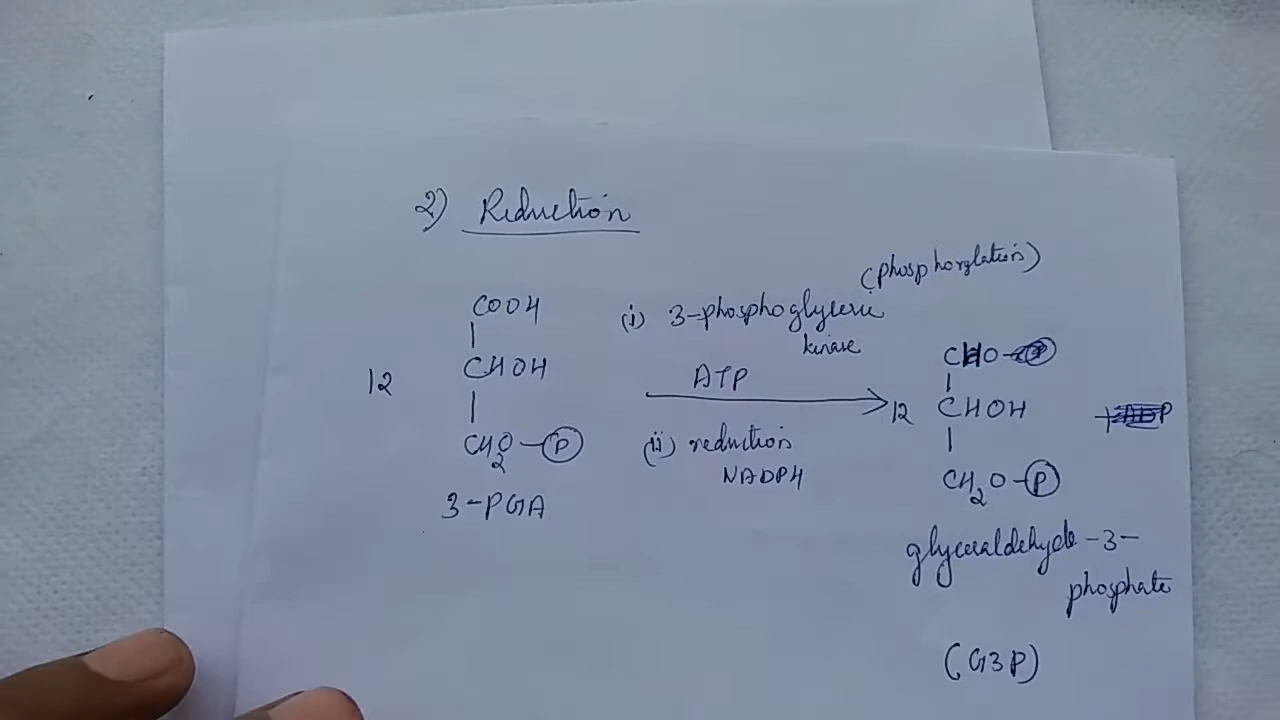 2) Reduction
(phosphorylation)
COOH
(i) 3-phosphoglyceric
kinase
CHO-
12 CHOH
ATP
12 CHOH
CH2O-P
(ii) reduction
NADPH
CH2O-P
3-PGA
glyceraldehyde-3-
phosphate
(G3P)